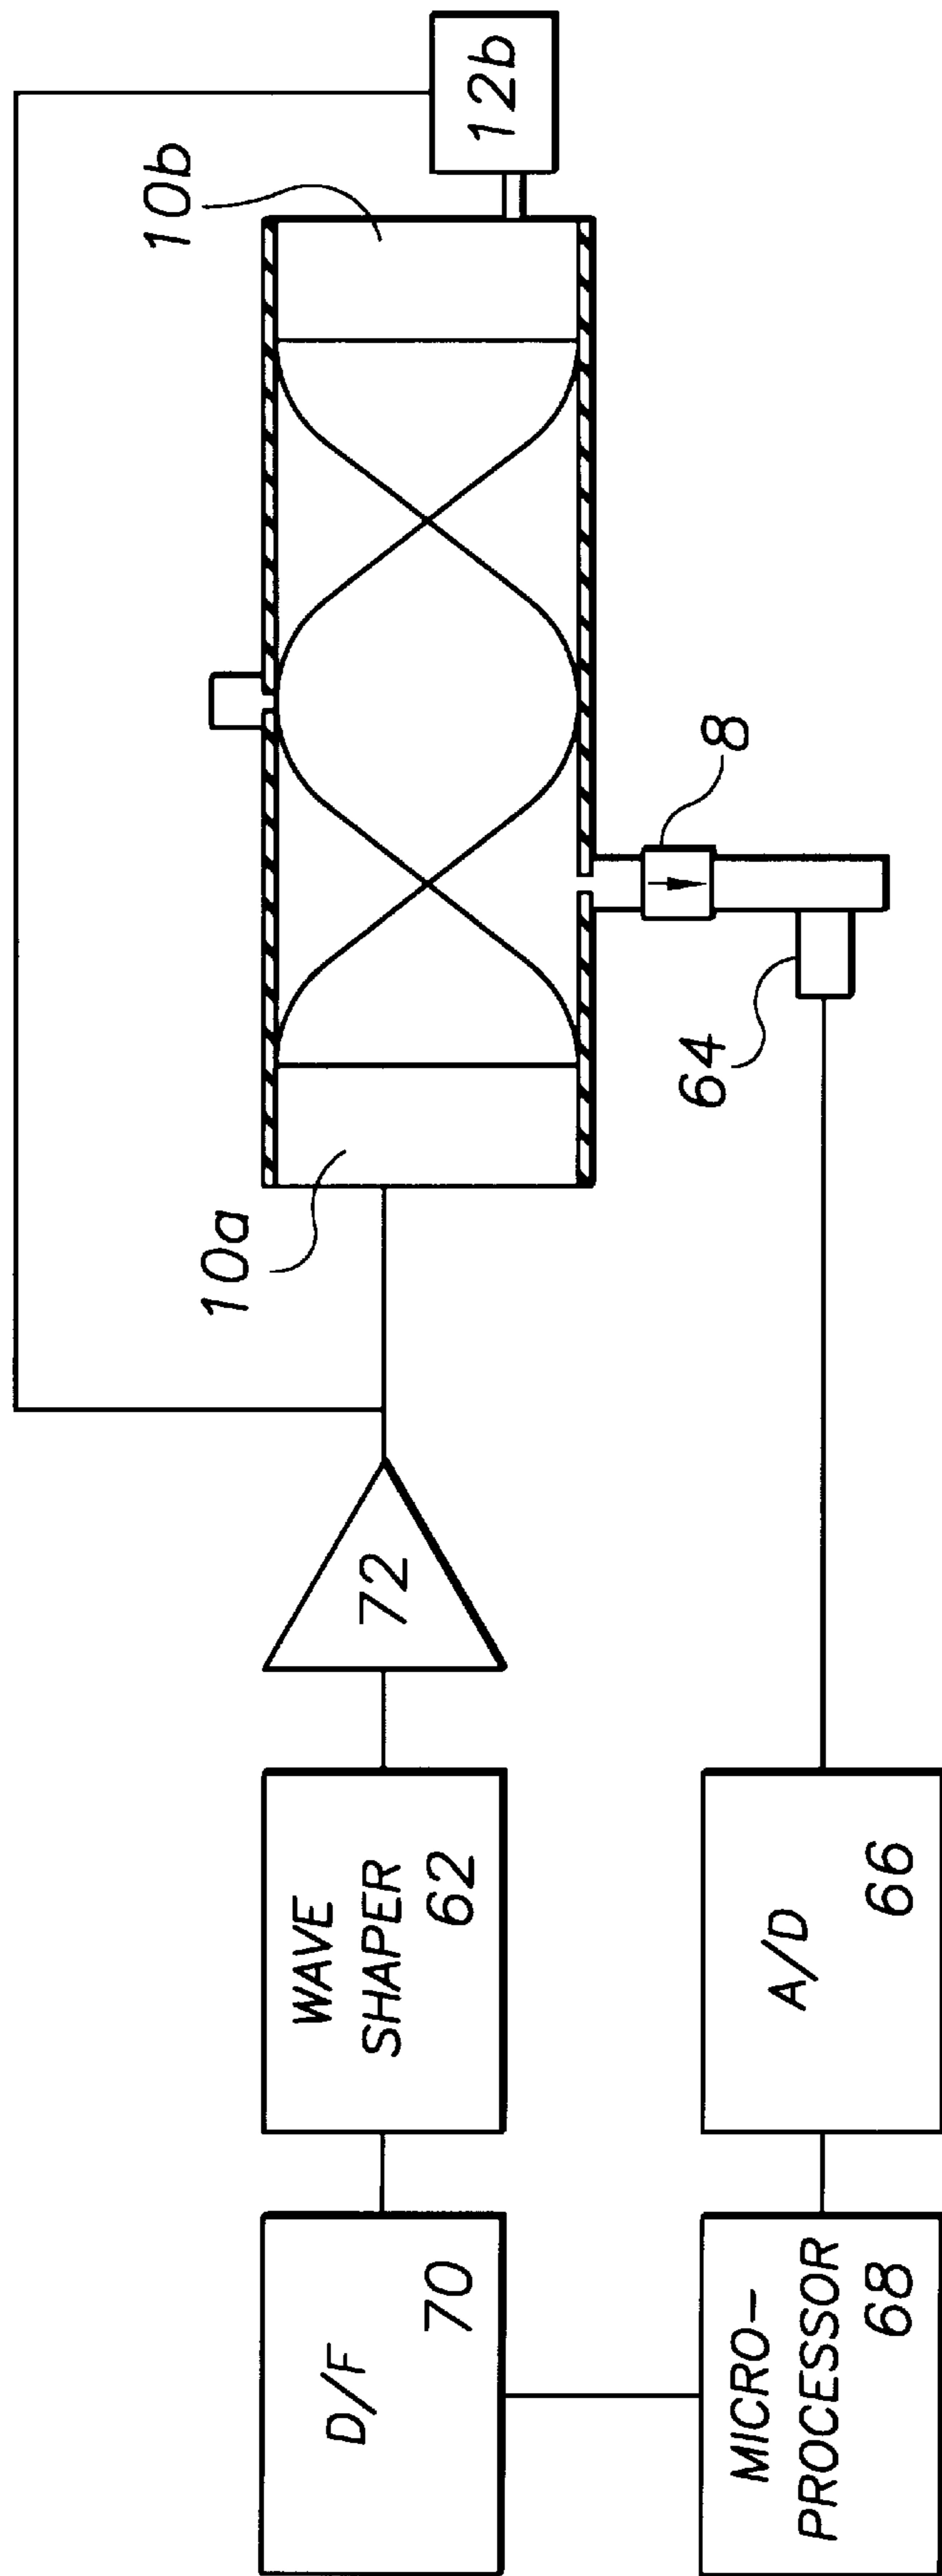 10b
12b
10a
8
64
72
WAVE
SHAPER
62
D/F
70
A/D
66
MICRO-
PROCESSOR
68